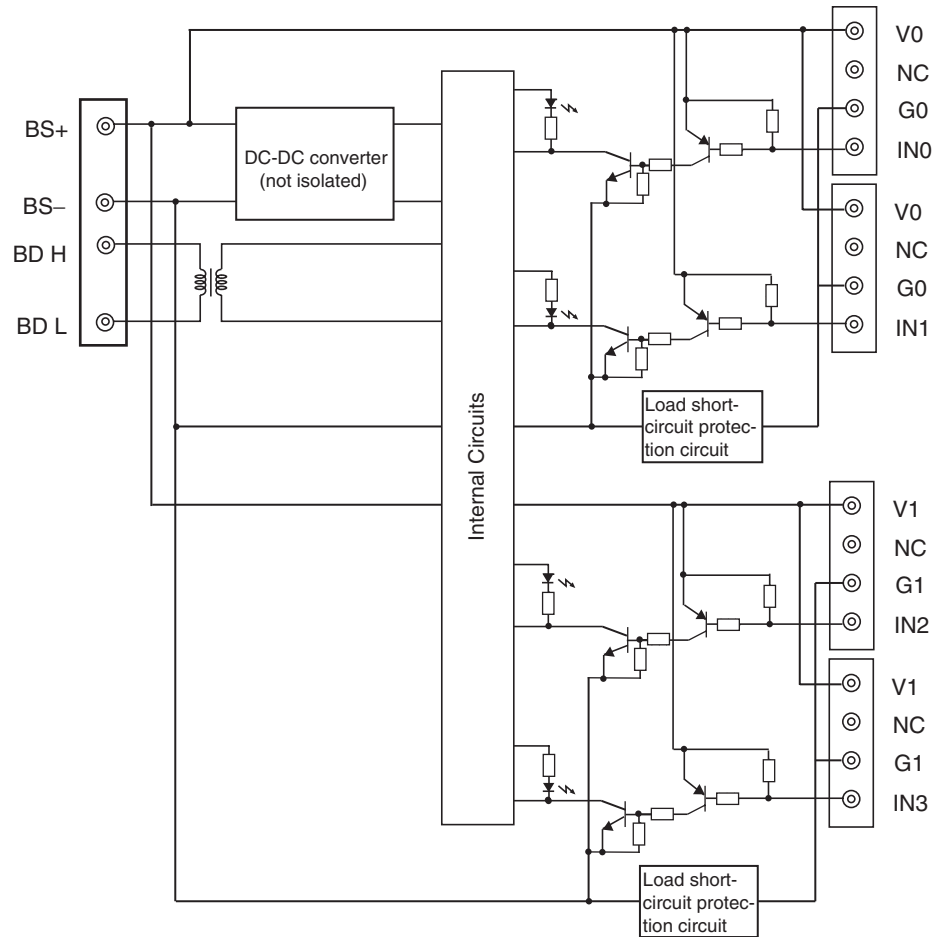 V0
NC
G0
IN0
BS+
DC-DC converter
(not isolated)
BS–
V0
NC
G0
IN1
BD H
BD L
Load short-
circuit protec-
tion circuit
Internal Circuits
V1
NC
G1
IN2
V1
NC
G1
IN3
Load short-
circuit protec-
tion circuit